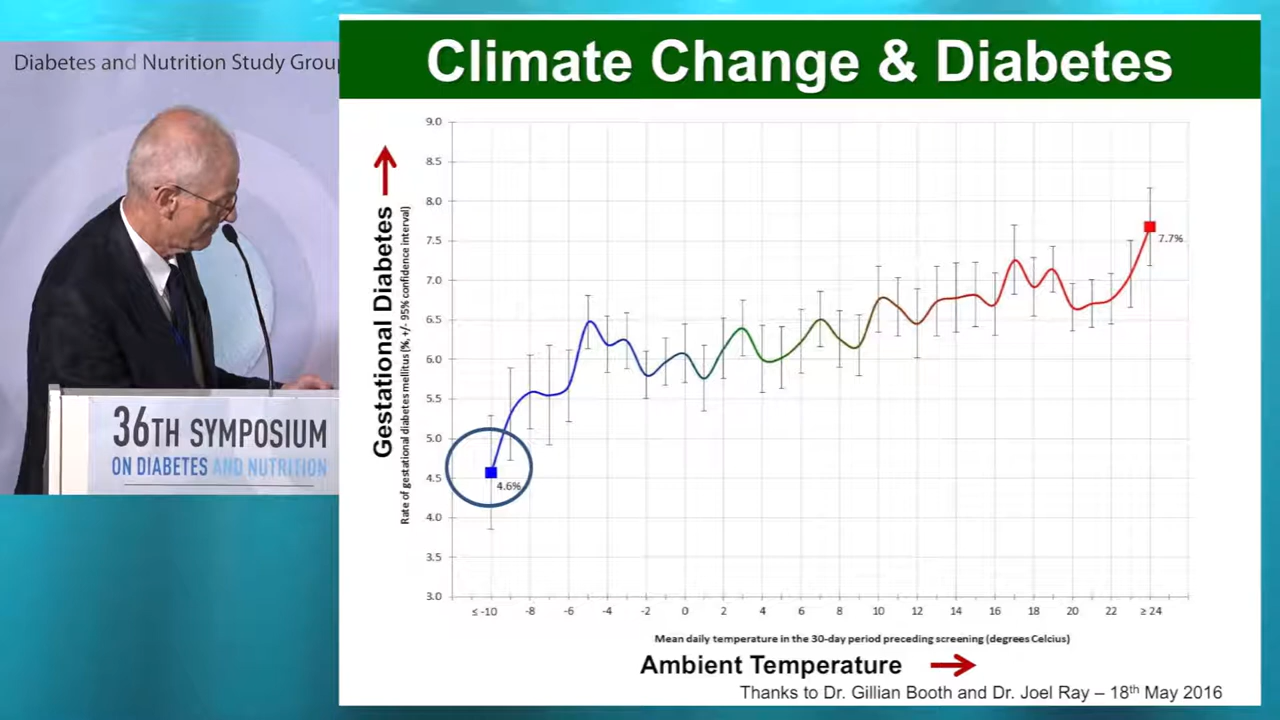 Diabetes and Nutrition Study Group
36TH SYMPOSIUM
ON DIABETES AND NUTRITION
Climate Change & Diabetes
Gestational Diabetes
Rate of gestational diabetes mellitus (%, +/- 95% confidence interval)
9.0
8.5
8.0
7.5
7.0
6.5
6.0
5.5
5.0
4.5
4.0
3.5
3.0
7.7%
4.6%
≤ -10 -8 -6 -4 -2 0 2 4 6 8 10 12 14 16 18 20 22 ≥ 24
Mean daily temperature in the 30-day period preceding screening (degrees Celcius)
Ambient Temperature
Thanks to Dr. Gillian Booth and Dr. Joel Ray – 18th May 2016